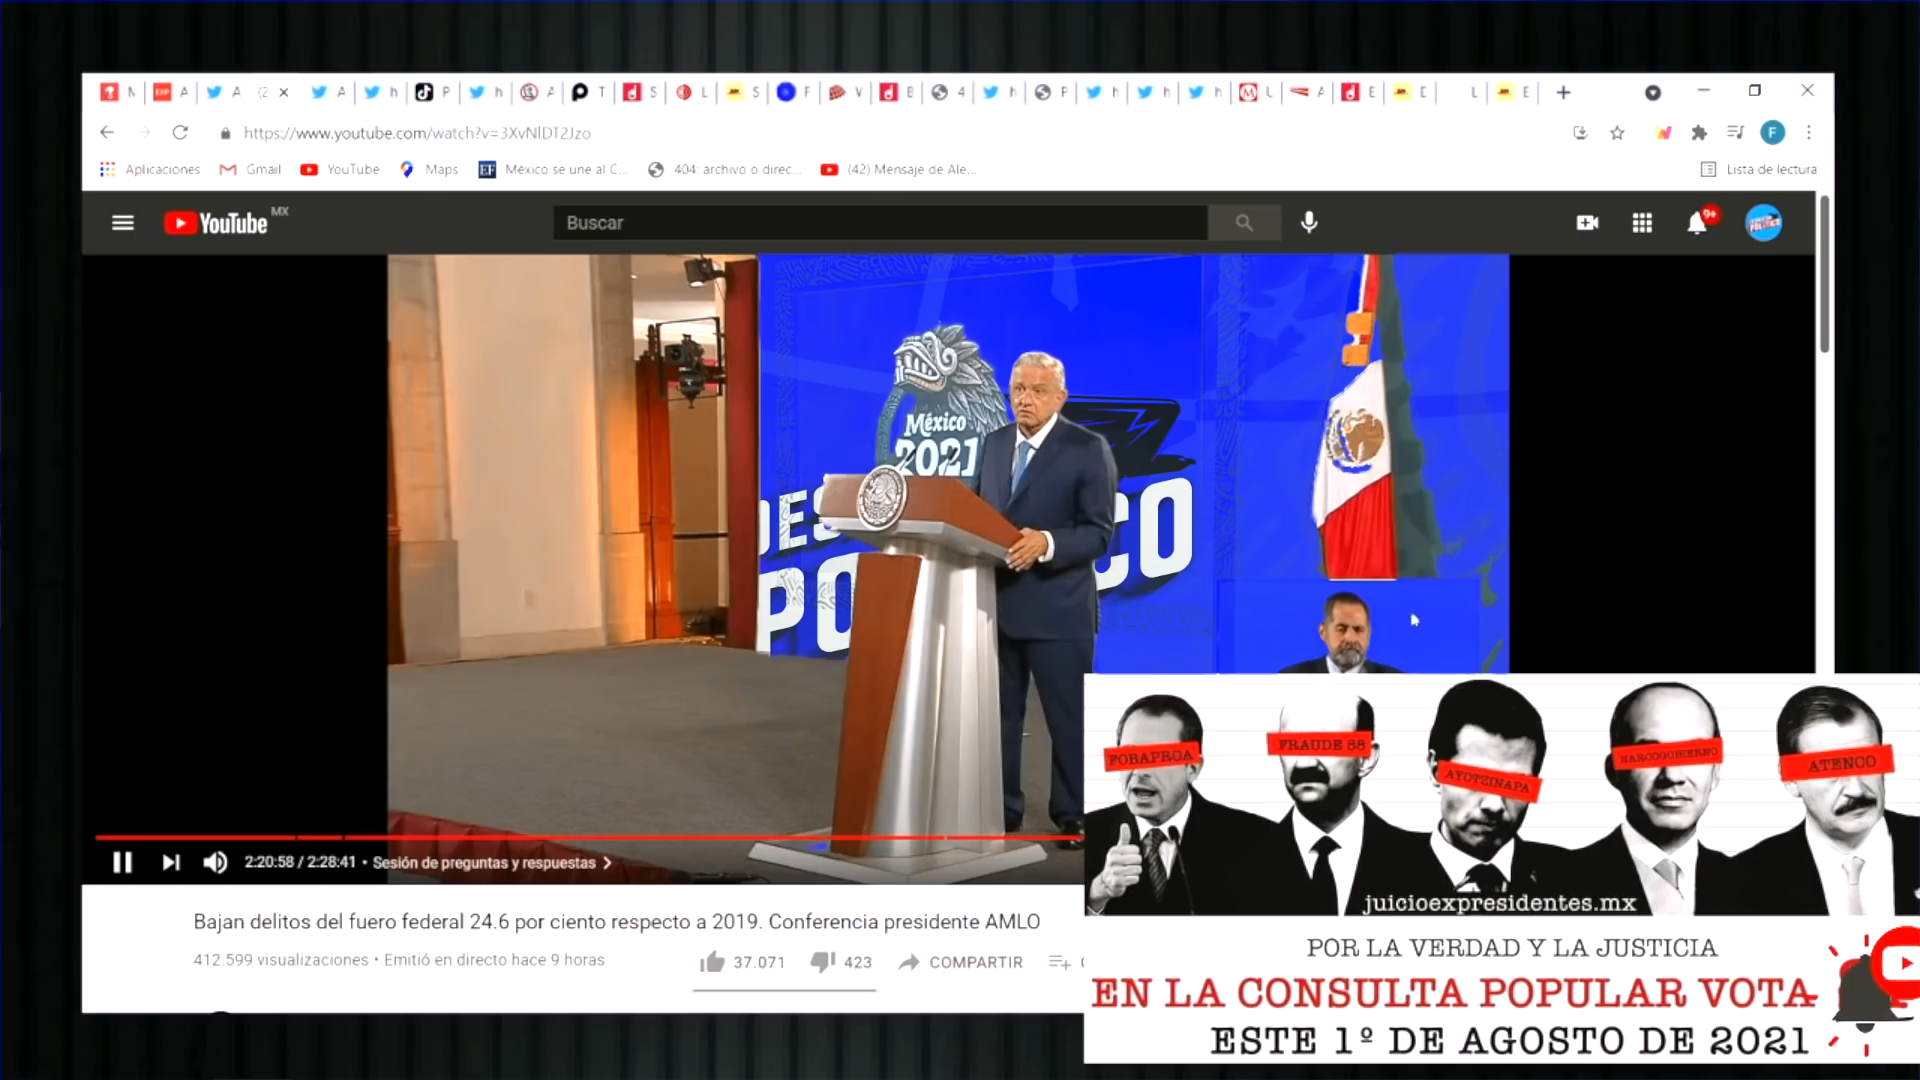 https://www.youtube.com/watch?v=3XvNlDT2Jzo
Aplicaciones Gmail YouTube Maps México se une al C... 404: archivo o direc... (42) Mensaje de Ale... Lista de lectura
YouTube MX
Buscar
9+
México
2021
2:20:58 / 2:28:41 • Sesión de preguntas y respuestas
Bajan delitos del fuero federal 24.6 por ciento respecto a 2019. Conferencia presidente AMLO
412.599 visualizaciones • Emitió en directo hace 9 horas
37.071 423 COMPARTIR
FOBAPROA
FRAUDE 88
AYOTZINAPA
NARCOGOBIERNO
ATENCO
juicioexpresidentes.mx
POR LA VERDAD Y LA JUSTICIA
EN LA CONSULTA POPULAR VOTA
ESTE 1º DE AGOSTO DE 2021